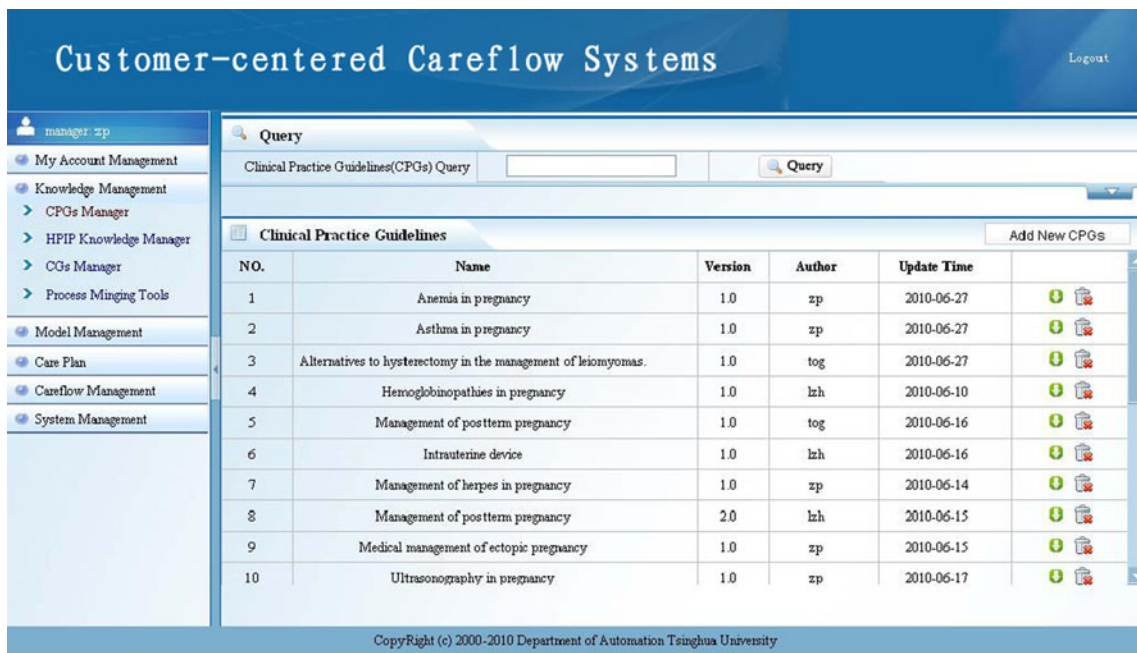 Customer-centered Careflow Systems
Logout
manager: zp
My Account Management
Knowledge Management
CPGs Manager
HPIP Knowledge Manager
CGs Manager
Process Minging Tools
Model Management
Care Plan
Careflow Management
System Management
Query
Clinical Practice Guidelines(CPGs) Query Query
Clinical Practice Guidelines Add New CPGs
NO. Name Version Author Update Time
1 Anemia in pregnancy 1.0 zp 2010-06-27
2 Asthma in pregnancy 1.0 zp 2010-06-27
3 Alternatives to hysterectomy in the management of leiomyomas. 1.0 tog 2010-06-27
4 Hemoglobinopathies in pregnancy 1.0 lzh 2010-06-10
5 Management of postterm pregnancy 1.0 tog 2010-06-16
6 Intrauterine device 1.0 lzh 2010-06-16
7 Management of herpes in pregnancy 1.0 zp 2010-06-14
8 Management of postterm pregnancy 2.0 lzh 2010-06-15
9 Medical management of ectopic pregnancy 1.0 zp 2010-06-15
10 Ultrasonography in pregnancy 1.0 zp 2010-06-17
CopyRight (c) 2000-2010 Department of Automation Tsinghua University